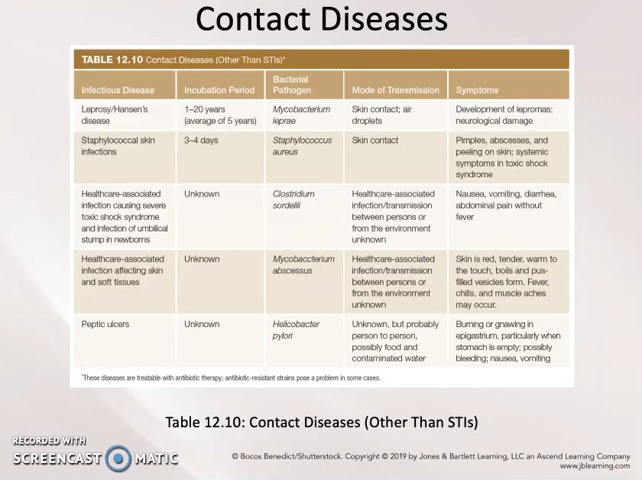 Contact Diseases
TABLE 12.10 Contact Diseases (Other Than STIs)*
Infectious Disease
Incubation Period
Bacterial
Pathogen
Mode of Transmission
Symptoms
Leprosy/Hansen's
disease
1–20 years
(average of 5 years)
Mycobacterium
leprae
Skin contact; air
droplets
Development of lepromas;
neurological damage
Staphylococcal skin
infections
3–4 days
Staphylococcus
aureus
Skin contact
Pimples, abscesses, and
peeling on skin; systemic
symptoms in toxic shock
syndrome
Healthcare-associated
infection causing severe
toxic shock syndrome
and infection of umbilical
stump in newborns
Unknown
Clostridium
sordellii
Healthcare-associated
infection/transmission
between persons or
from the environment
unknown
Nausea, vomiting, diarrhea,
abdominal pain without
fever
Healthcare-associated
infection affecting skin
and soft tissues
Unknown
Mycobaccterium
abscessus
Healthcare-associated
infection/transmission
between persons or
from the environment
unknown
Skin is red, tender, warm to
the touch, boils and pus-
filled vesicles form. Fever,
chills, and muscle aches
may occur.
Peptic ulcers
Unknown
Helicobacter
pylori
Unknown, but probably
person to person,
possibly food and
contaminated water
Burning or gnawing in
epigastrium, particularly when
stomach is empty; possibly
bleeding; nausea, vomiting
*These diseases are treatable with antibiotic therapy; antibiotic-resistant strains pose a problem in some cases.
Table 12.10: Contact Diseases (Other Than STIs)
RECORDED WITH
SCREENCAST MATIC
© Bocos Benedict/Shutterstock. Copyright © 2019 by Jones & Bartlett Learning, LLC an Ascend Learning Company
www.jblearning.com